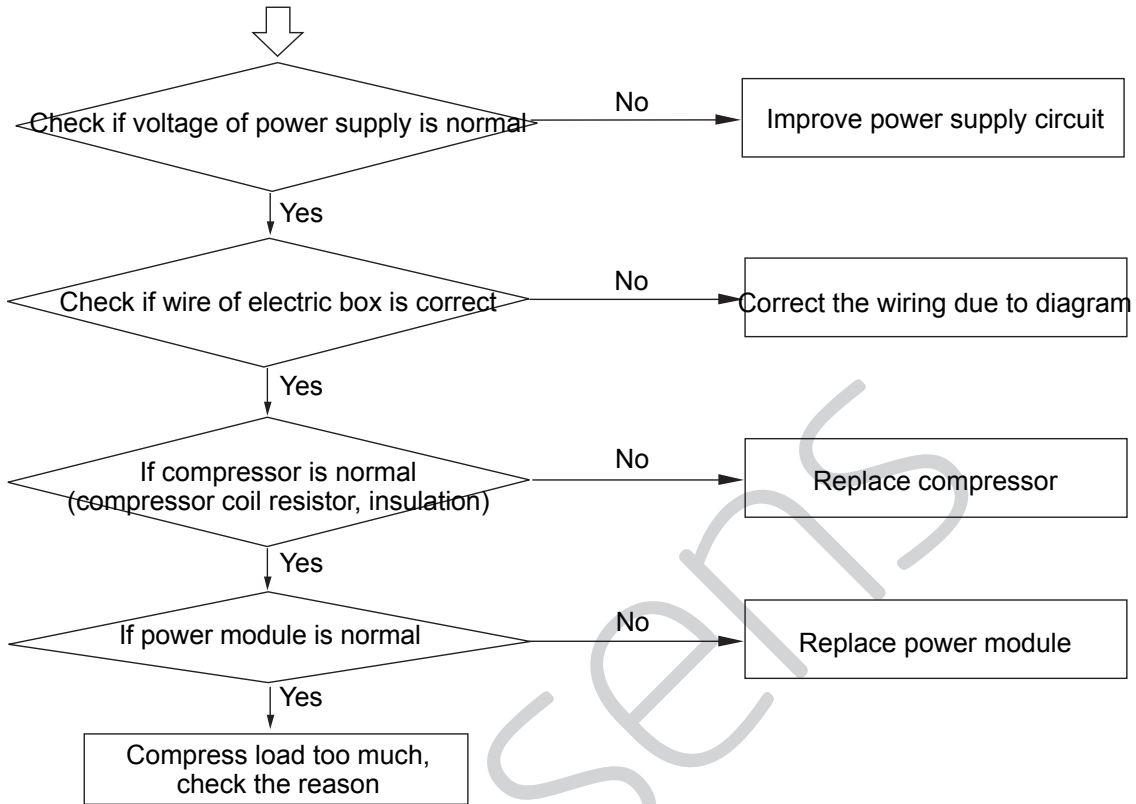 Check if voltage of power supply is normal
No
Improve power supply circuit
Yes
Check if wire of electric box is correct
No
Correct the wiring due to diagram
Yes
If compressor is normal
(compressor coil resistor, insulation)
No
Replace compressor
Yes
If power module is normal
No
Replace power module
Yes
Compress load too much,
check the reason
sens